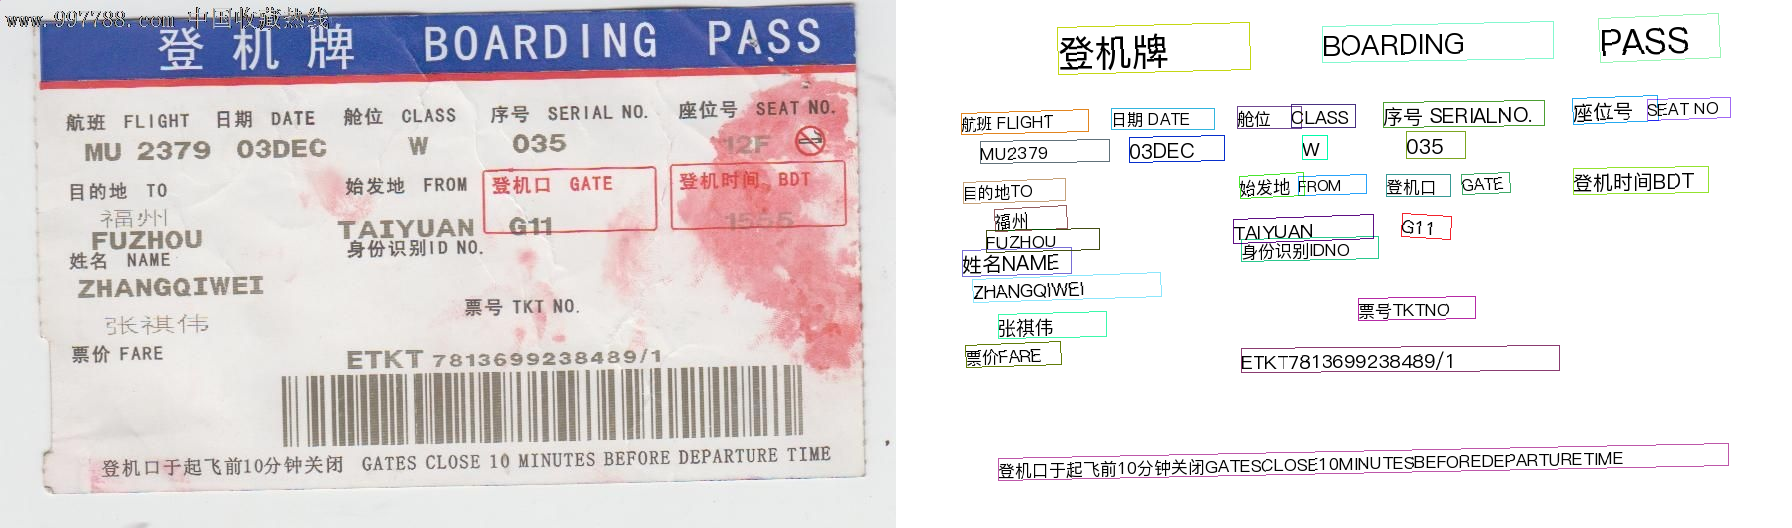 www.997788.com 中国收藏热线
登机牌 BOARDING PASS
航班 FLIGHT 日期 DATE 舱位 CLASS 序号 SERIAL NO. 座位号 SEAT NO.
MU 2379 03DEC W 035 12F
目的地 TO 始发地 FROM 登机口 GATE 登机时间 BDT
福州
FUZHOU TAIYUAN G11
姓名 NAME 身份识别ID NO.
ZHANGQIWEI
张祺伟
票号 TKT NO.
票价 FARE ETKT 7813699238489/1
登机口于起飞前10分钟关闭 GATES CLOSE 10 MINUTES BEFORE DEPARTURE TIME
登机牌 BOARDING PASS
航班 FLIGHT 日期 DATE 舱位 CLASS 序号 SERIALNO. 座位号 SEAT NO
MU2379 03DEC W 035
目的地TO 始发地 FROM 登机口 GATE 登机时间BDT
福州
FUZHOU TAIYUAN G11
姓名NAME 身份识别IDNO
ZHANGQIWEI
张祺伟 票号TKTNO
票价FARE ETKT7813699238489/1
登机口于起飞前10分钟关闭GATESCLOSE10MINUTESBEFOREDEPARTURETIME